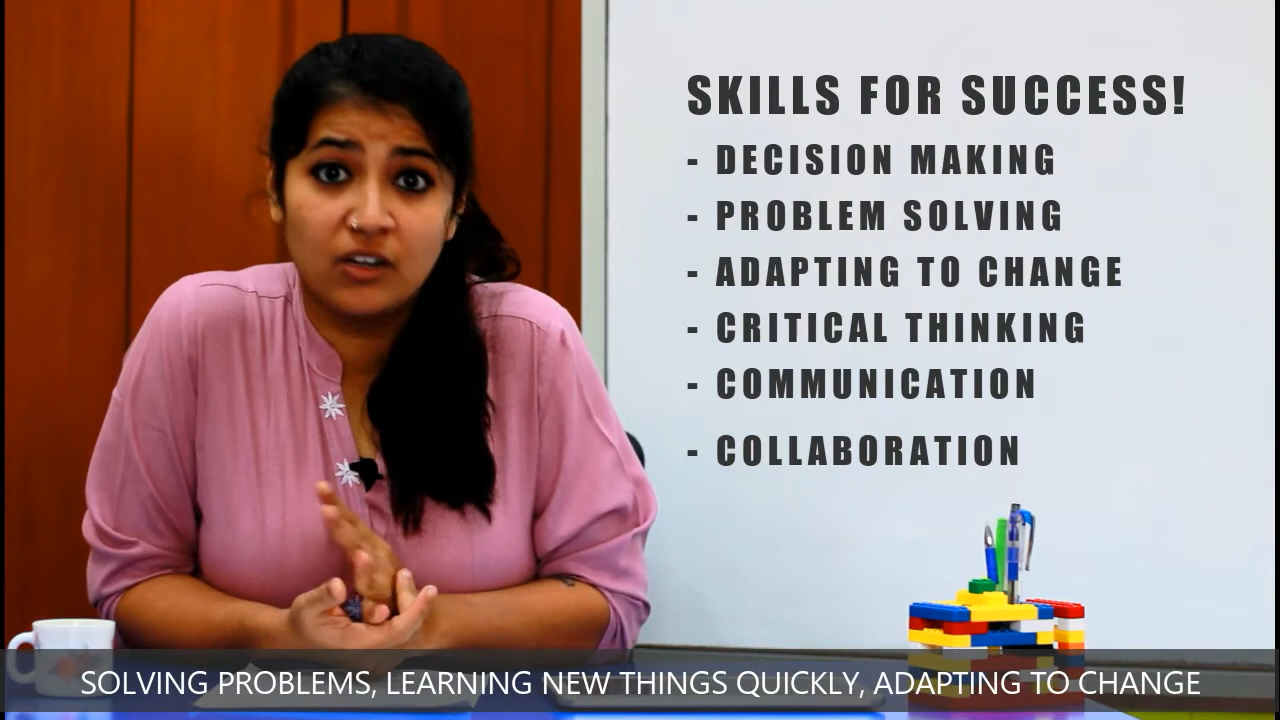 SKILLS FOR SUCCESS!
- DECISION MAKING
- PROBLEM SOLVING
- ADAPTING TO CHANGE
- CRITICAL THINKING
- COMMUNICATION
- COLLABORATION
SOLVING PROBLEMS, LEARNING NEW THINGS QUICKLY, ADAPTING TO CHANGE